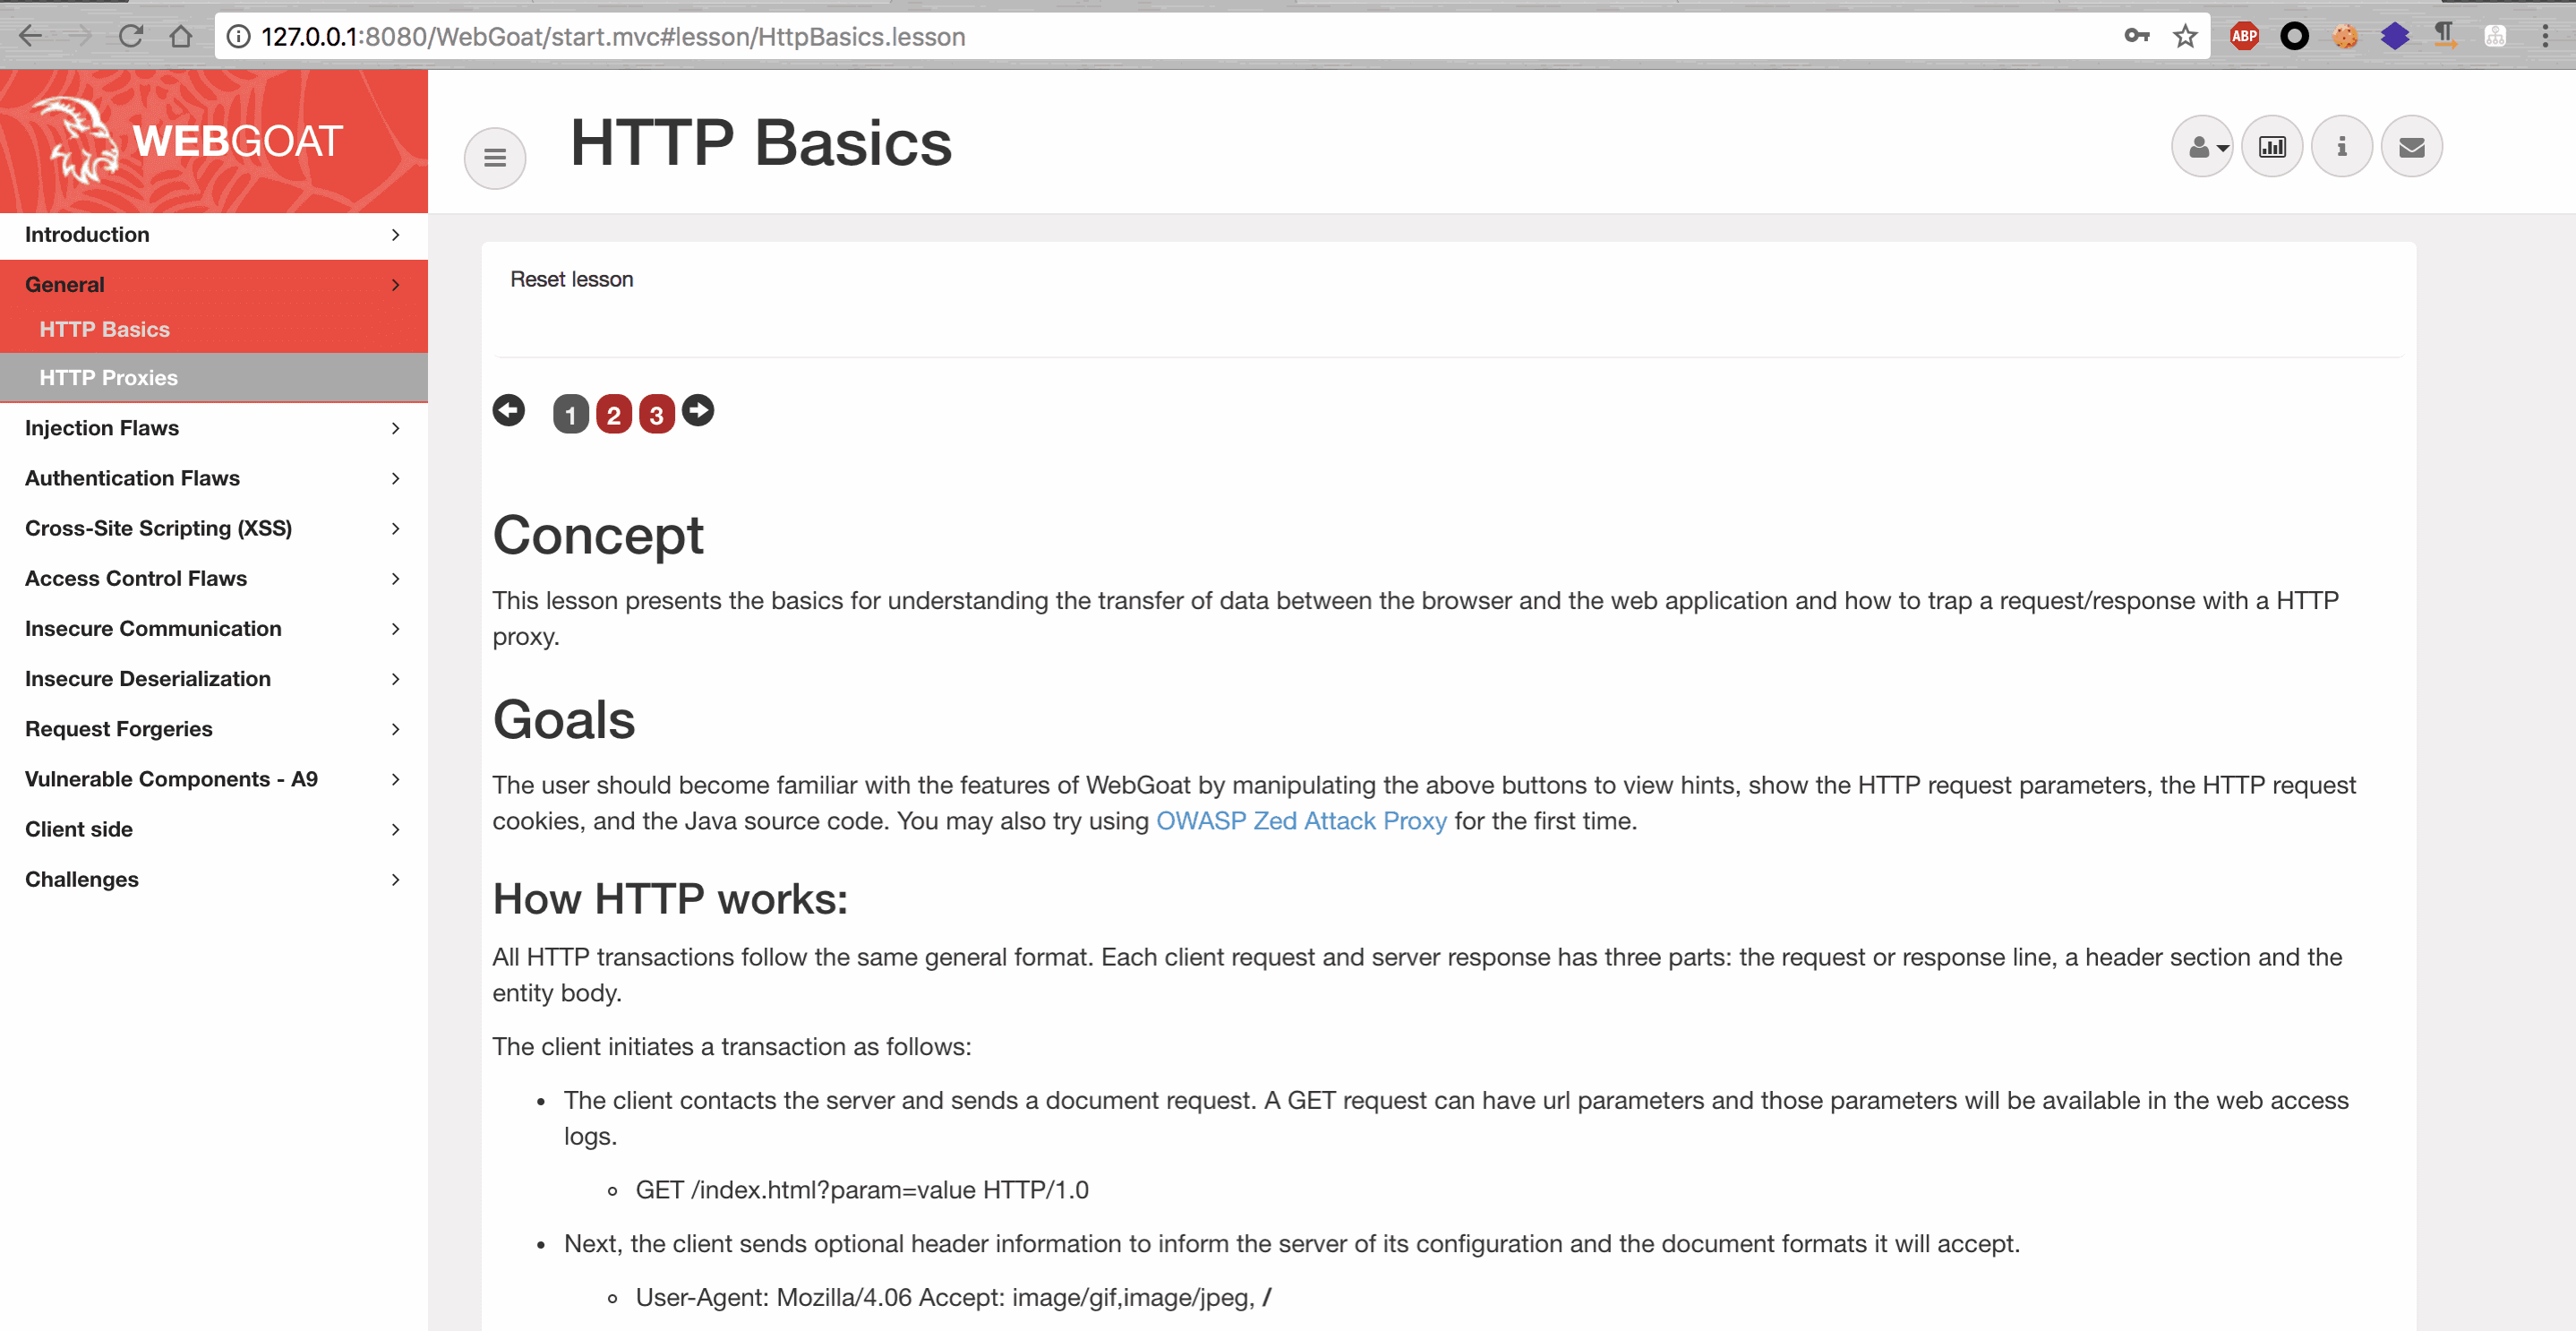 127.0.0.1:8080/WebGoat/start.mvc#lesson/HttpBasics.lesson
ABP
WEBGOAT
HTTP Basics
Introduction
General
HTTP Basics
HTTP Proxies
Injection Flaws
Authentication Flaws
Cross-Site Scripting (XSS)
Access Control Flaws
Insecure Communication
Insecure Deserialization
Request Forgeries
Vulnerable Components - A9
Client side
Challenges
Reset lesson
1 2 3
Concept
This lesson presents the basics for understanding the transfer of data between the browser and the web application and how to trap a request/response with a HTTP
proxy.
Goals
The user should become familiar with the features of WebGoat by manipulating the above buttons to view hints, show the HTTP request parameters, the HTTP request
cookies, and the Java source code. You may also try using OWASP Zed Attack Proxy for the first time.
How HTTP works:
All HTTP transactions follow the same general format. Each client request and server response has three parts: the request or response line, a header section and the
entity body.
The client initiates a transaction as follows:
• The client contacts the server and sends a document request. A GET request can have url parameters and those parameters will be available in the web access
logs.
◦ GET /index.html?param=value HTTP/1.0
• Next, the client sends optional header information to inform the server of its configuration and the document formats it will accept.
◦ User-Agent: Mozilla/4.06 Accept: image/gif,image/jpeg, /